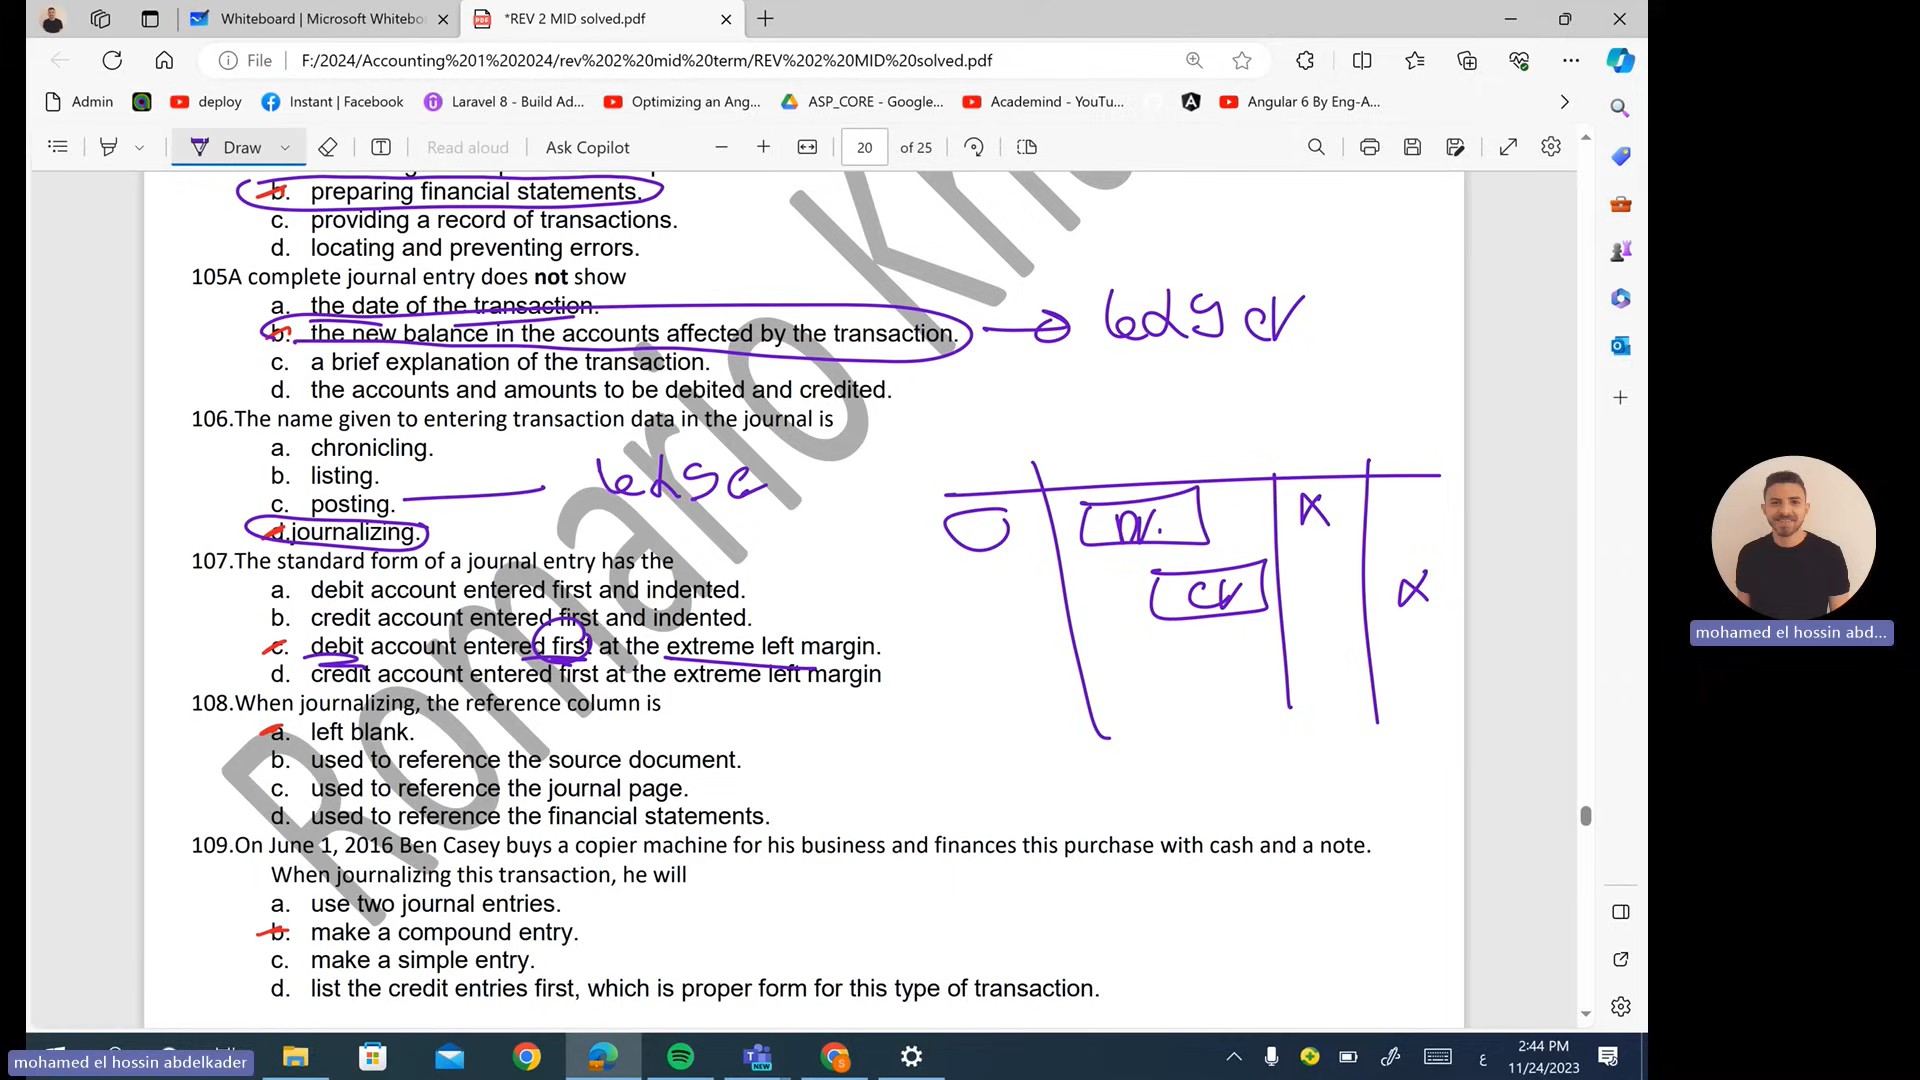 Whiteboard | Microsoft Whitebo
*REV 2 MID solved.pdf
File
F:/2024/Accounting%201%202024/rev%202%20mid%20term/REV%202%20MID%20solved.pdf
Admin
deploy
Instant | Facebook
Laravel 8 - Build Ad...
Optimizing an Ang...
ASP_CORE - Google...
Academind - YouTu...
Angular 6 By Eng-A...
Draw
Read aloud
Ask Copilot
20
of 25
b. preparing financial statements.
c. providing a record of transactions.
d. locating and preventing errors.
105A complete journal entry does not show
a. the date of the transaction.
b. the new balance in the accounts affected by the transaction.
c. a brief explanation of the transaction.
d. the accounts and amounts to be debited and credited.
106.The name given to entering transaction data in the journal is
a. chronicling.
b. listing.
c. posting.
d.journalizing.
107.The standard form of a journal entry has the
a. debit account entered first and indented.
b. credit account entered first and indented.
c. debit account entered first at the extreme left margin.
d. credit account entered first at the extreme left margin
108.When journalizing, the reference column is
a. left blank.
b. used to reference the source document.
c. used to reference the journal page.
d. used to reference the financial statements.
109.On June 1, 2016 Ben Casey buys a copier machine for his business and finances this purchase with cash and a note.
When journalizing this transaction, he will
a. use two journal entries.
b. make a compound entry.
c. make a simple entry.
d. list the credit entries first, which is proper form for this type of transaction.
Dr.
Cr
X
X
Romario
mohamed el hossin abd...
mohamed el hossin abdelkader
NEW
ع
2:44 PM
11/24/2023